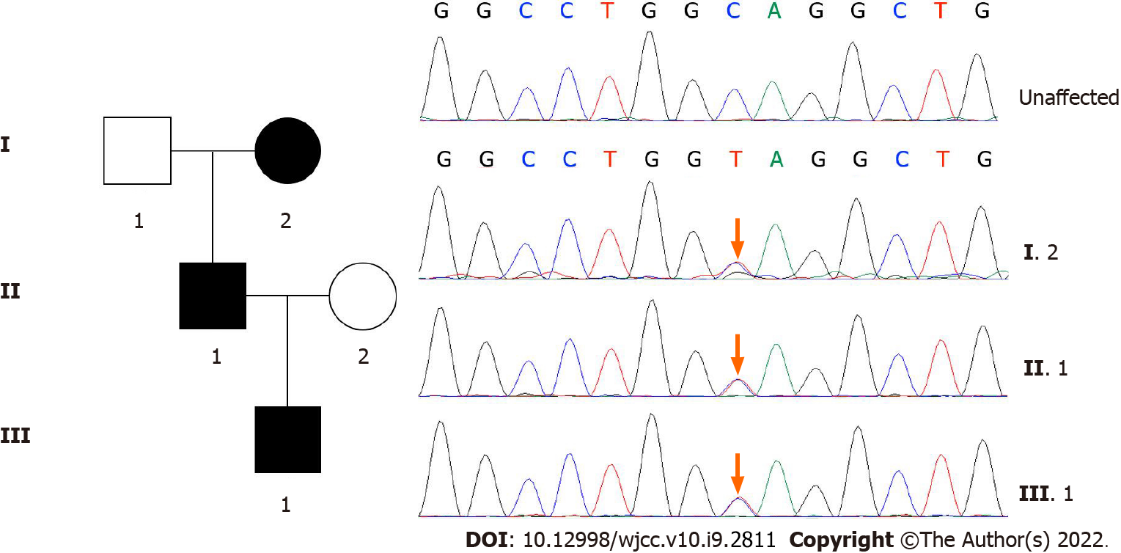 G G C C T G G C A G G C T G
Unaffected
G G C C T G G T A G G C T G
I
1
2
I. 2
II
1
2
II. 1
III
1
III. 1
DOI: 10.12998/wjcc.v10.i9.2811 Copyright ©The Author(s) 2022.